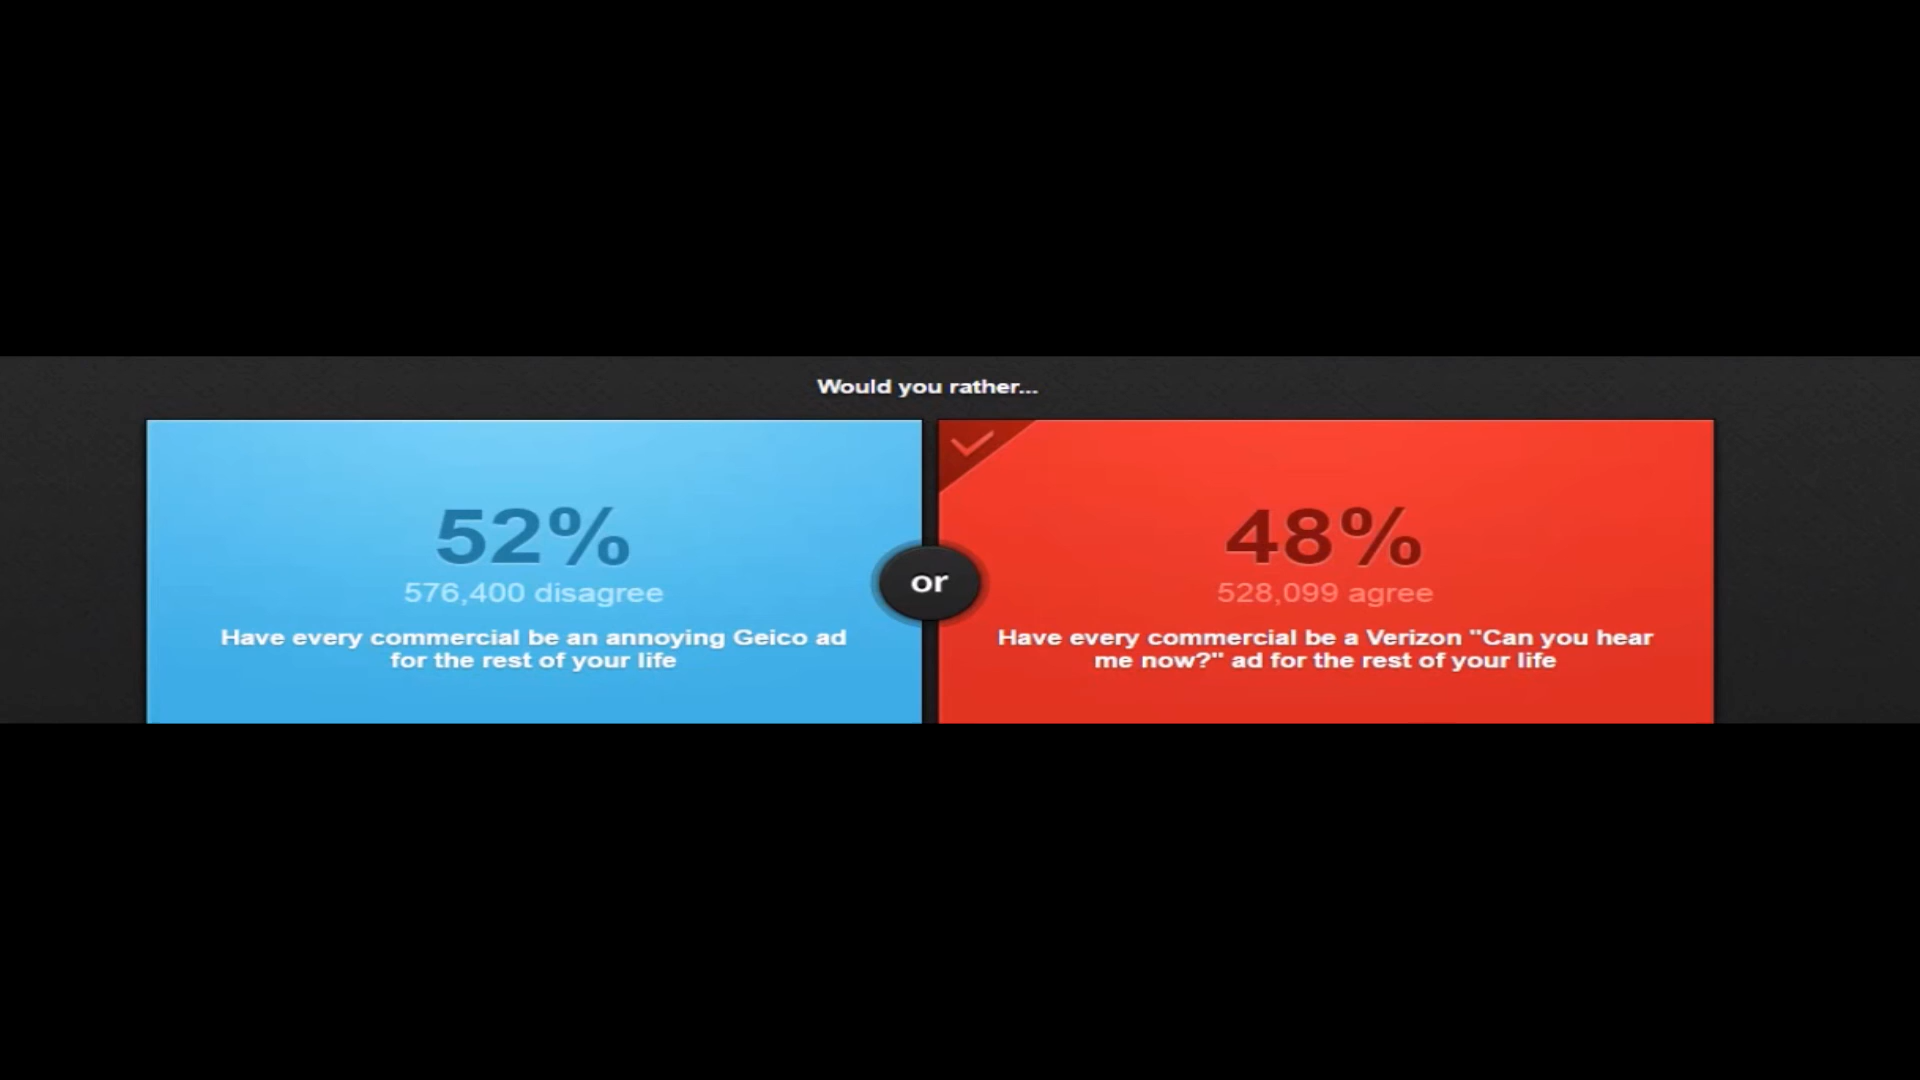 Would you rather...
52%
576,400 disagree
Have every commercial be an annoying Geico ad
for the rest of your life
or
48%
528,099 agree
Have every commercial be a Verizon "Can you hear
me now?" ad for the rest of your life